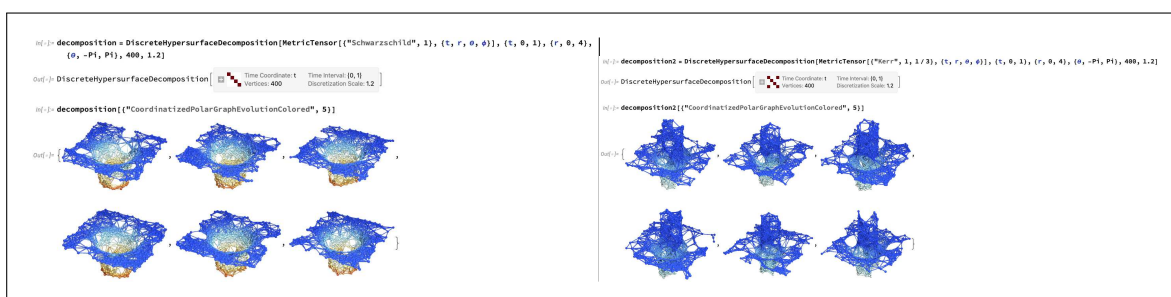 In[-]:= decomposition = DiscreteHypersurfaceDecomposition[MetricTensor[{"Schwarzschild", 1}, {t, r, θ, ϕ}], {t, 0, 1}, {r, 0, 4},
{θ, -Pi, Pi}, 400, 1.2]
Out[-]= DiscreteHypersurfaceDecomposition[ Time Coordinate: t Time Interval: {0, 1}
Vertices: 400 Discretization Scale: 1.2 ]
In[-]:= decomposition[{"CoordinatizedPolarGraphEvolutionColored", 5}]
Out[-]= { , , ,
, , }
In[-]:= decomposition2 = DiscreteHypersurfaceDecomposition[MetricTensor[{"Kerr", 1, 1/3}, {t, r, θ, ϕ}], {t, 0, 1}, {r, 0, 4}, {θ, -Pi, Pi}, 400, 1.2]
Out[-]= DiscreteHypersurfaceDecomposition[ Time Coordinate: t Time Interval: {0, 1}
Vertices: 400 Discretization Scale: 1.2 ]
In[-]:= decomposition2[{"CoordinatizedPolarGraphEvolutionColored", 5}]
Out[-]= { , , ,
, , }